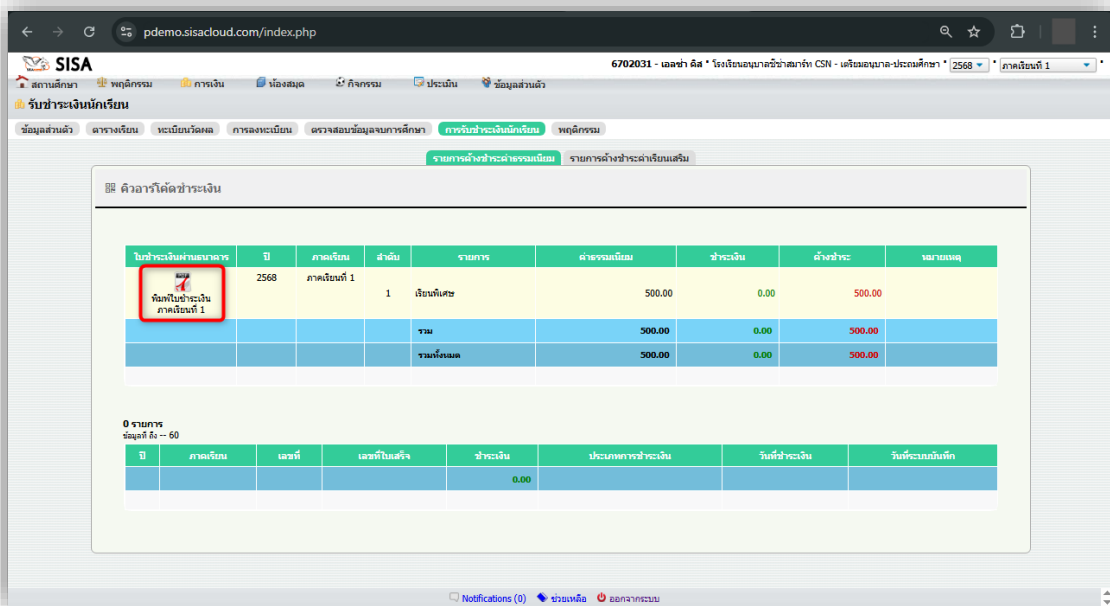 pdemo.sisacloud.com/index.php
SISA
6702031 - เอลซ่า คิส * โรงเรียนอนุบาลชีช่าสมาร์ท CSN - เตรียมอนุบาล-ประถมศึกษา * 2568 * ภาคเรียนที่ 1 *
สถานศึกษา พฤติกรรม การเงิน ห้องสมุด กิจกรรม ประเมิน ข้อมูลส่วนตัว
รับชำระเงินนักเรียน
ข้อมูลส่วนตัว ตารางเรียน ทะเบียนวัดผล การลงทะเบียน ตรวจสอบข้อมูลจบการศึกษา การรับชำระเงินนักเรียน พฤติกรรม
รายการค้างชำระค่าธรรมเนียม รายการค้างชำระค่าเรียนเสริม
คิวอาร์โค้ดชำระเงิน
ใบชำระเงินผ่านธนาคาร ปี ภาคเรียน ลำดับ รายการ ค่าธรรมเนียม ชำระเงิน ค้างชำระ หมายเหตุ
2568 ภาคเรียนที่ 1
1 เรียนพิเศษ 500.00 0.00 500.00
พิมพ์ใบชำระเงิน
ภาคเรียนที่ 1
รวม 500.00 0.00 500.00
รวมทั้งหมด 500.00 0.00 500.00
0 รายการ
ข้อมูลที่ ถึง -- 60
ปี ภาคเรียน เลขที่ เลขที่ใบเสร็จ ชำระเงิน ประเภทการชำระเงิน วันที่ชำระเงิน วันที่ระบบบันทึก
0.00
Notifications (0) ช่วยเหลือ ออกจากระบบ